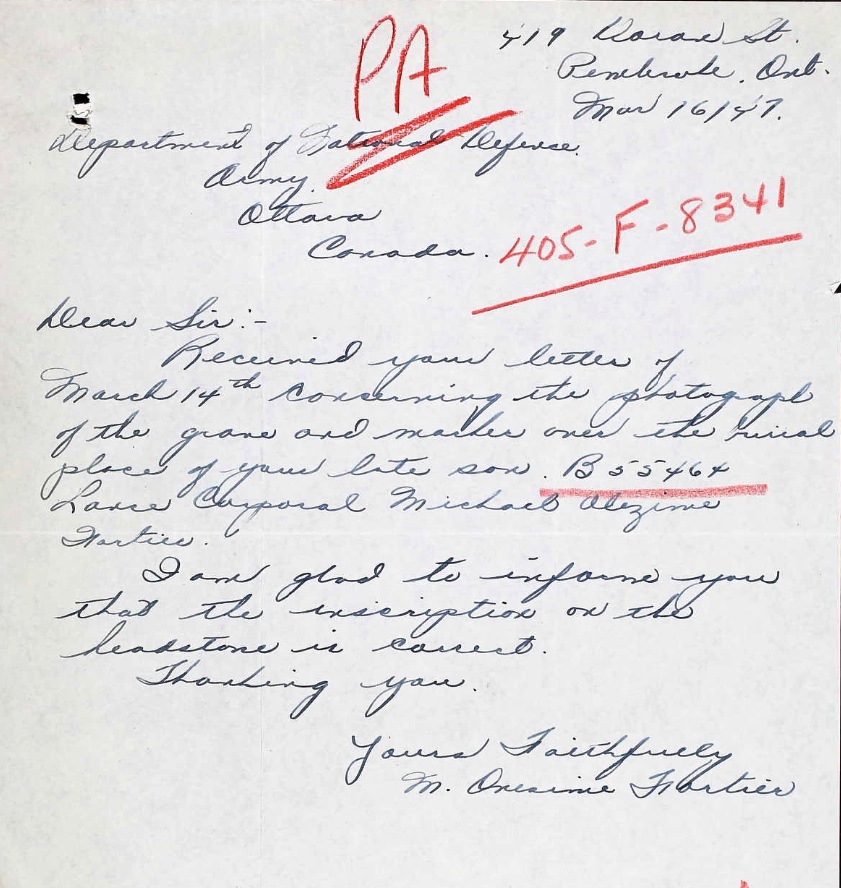 PA
419 Doran St.
Pembroke, Ont.
Mar 16/47.
Department of National Defence.
Army.
Ottawa
Canada.
405-F-8341
Dear Sir:-
Received your letter of
March 14th concerning the photograph
of the grave and marker over the burial
place of your late son. B 55464
Lance Corporal Michael
Fortier.
I am glad to informe you
that the inscription on the
headstone is correct.
Thanking you.
Yours Faithfully
M. Onesime Fortier